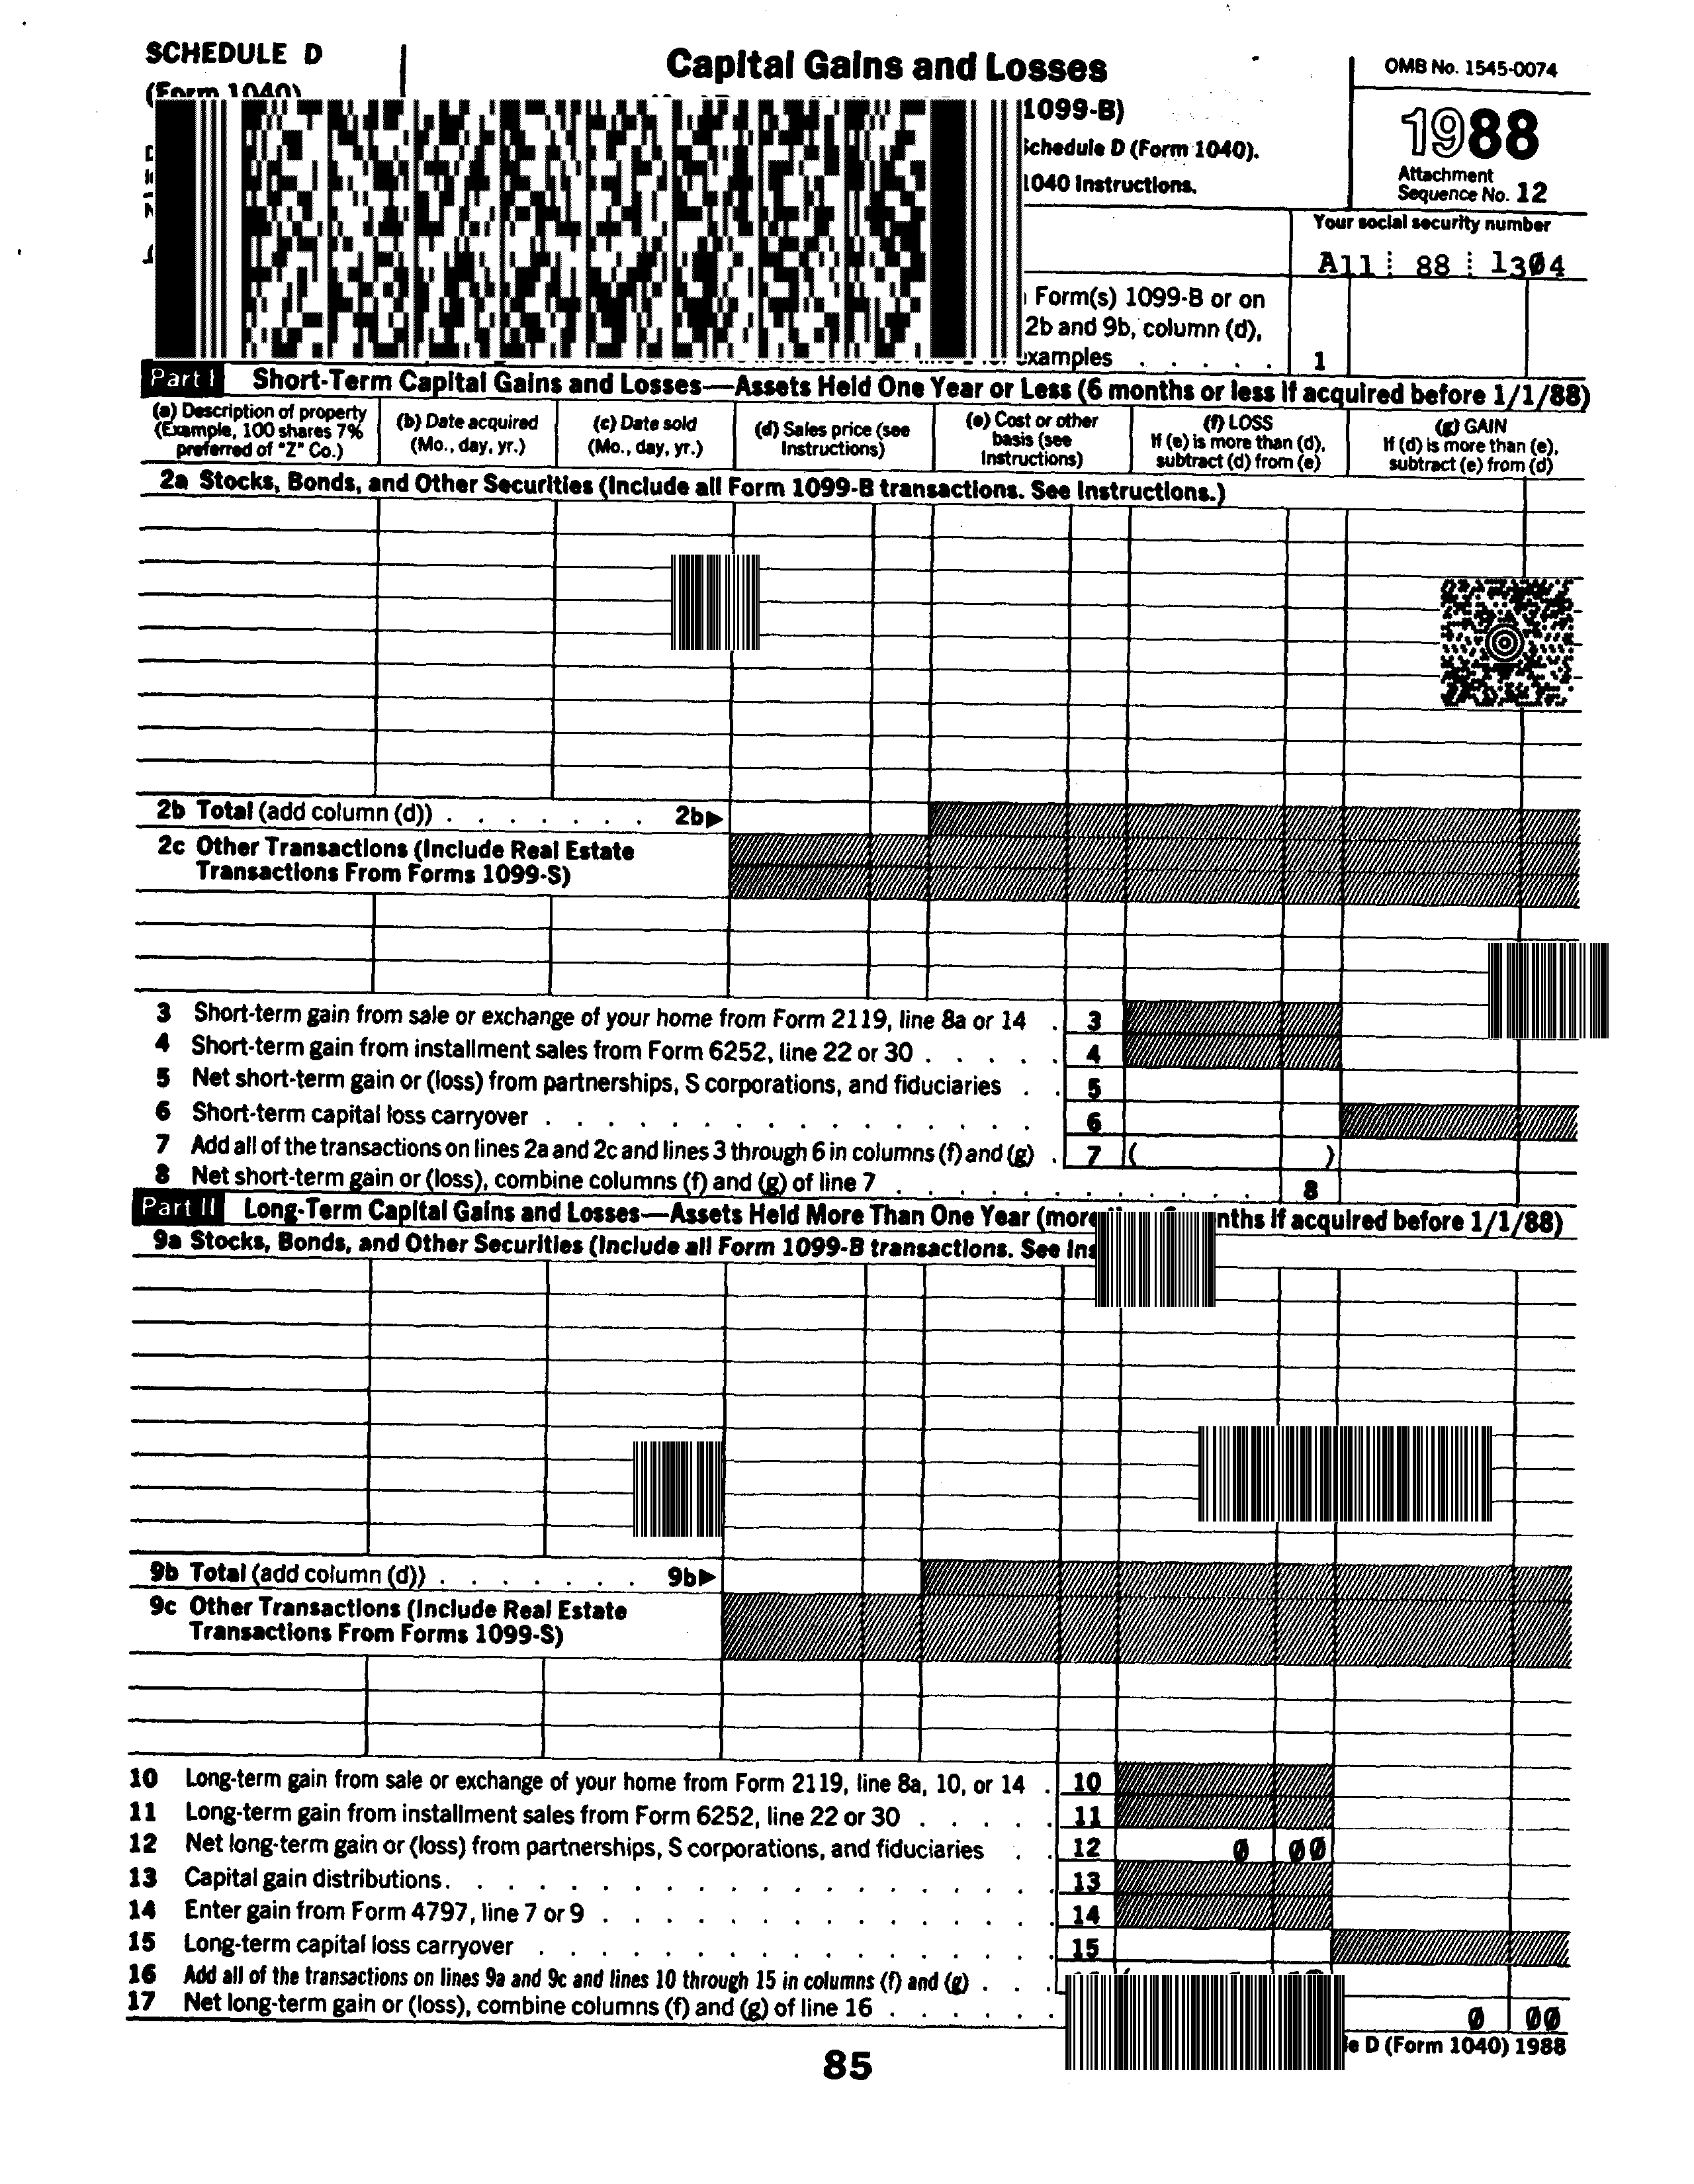 SCHEDULE D
(Form 1040)
Capital Gains and Losses
OMB No. 1545-0074
1099-B)
Schedule D (Form 1040).
1040 Instructions.
1988
Attachment
Sequence No. 12
Your social security number
A11 88 1304
Form(s) 1099-B or on
2b and 9b, column (d),
examples . . . . . 1
Part I Short-Term Capital Gains and Losses—Assets Held One Year or Less (6 months or less if acquired before 1/1/88)
(a) Description of property
(Example, 100 shares 7%
preferred of "Z" Co.)
(b) Date acquired
(Mo., day, yr.)
(c) Date sold
(Mo., day, yr.)
(d) Sales price (see
Instructions)
(e) Cost or other
basis (see
Instructions)
(f) LOSS
If (e) is more than (d),
subtract (d) from (e)
(g) GAIN
If (d) is more than (e),
subtract (e) from (d)
2a Stocks, Bonds, and Other Securities (Include all Form 1099-B transactions. See Instructions.)
2b Total (add column (d)) . . . . . . . 2b▶
2c Other Transactions (Include Real Estate
Transactions From Forms 1099-S)
3 Short-term gain from sale or exchange of your home from Form 2119, line 8a or 14 . 3
4 Short-term gain from installment sales from Form 6252, line 22 or 30 . . . . . 4
5 Net short-term gain or (loss) from partnerships, S corporations, and fiduciaries . . 5
6 Short-term capital loss carryover . . . . . . . . . . . . . . . . 6
7 Add all of the transactions on lines 2a and 2c and lines 3 through 6 in columns (f) and (g) . 7 ( )
8 Net short-term gain or (loss), combine columns (f) and (g) of line 7 . . . . . . . . . . . . 8
Part II Long-Term Capital Gains and Losses—Assets Held More Than One Year (more nths if acquired before 1/1/88)
9a Stocks, Bonds, and Other Securities (Include all Form 1099-B transactions. See Ins
9b Total (add column (d)) . . . . . . . 9b▶
9c Other Transactions (Include Real Estate
Transactions From Forms 1099-S)
10 Long-term gain from sale or exchange of your home from Form 2119, line 8a, 10, or 14 . 10
11 Long-term gain from installment sales from Form 6252, line 22 or 30 . . . . . 11
12 Net long-term gain or (loss) from partnerships, S corporations, and fiduciaries . . 12 0 00
13 Capital gain distributions . . . . . . . . . . . . . . . . . . . 13
14 Enter gain from Form 4797, line 7 or 9 . . . . . . . . . . . . . . 14
15 Long-term capital loss carryover . . . . . . . . . . . . . . . . 15
16 Add all of the transactions on lines 9a and 9c and lines 10 through 15 in columns (f) and (g) . . .
17 Net long-term gain or (loss), combine columns (f) and (g) of line 16 . . . . . . 0 00
le D (Form 1040) 1988
85